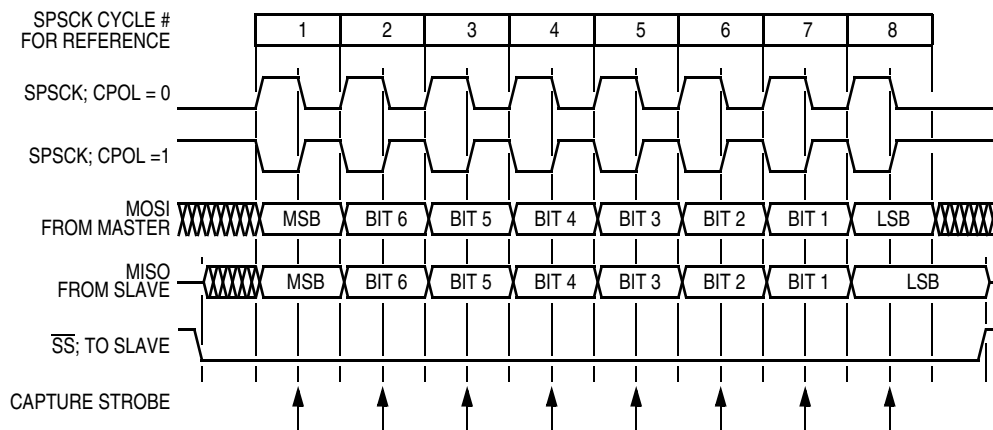 SPSCK CYCLE #
FOR REFERENCE
1 2 3 4 5 6 7 8
SPSCK; CPOL = 0
SPSCK; CPOL =1
MOSI
FROM MASTER
MSB BIT 6 BIT 5 BIT 4 BIT 3 BIT 2 BIT 1 LSB
MISO
FROM SLAVE
MSB BIT 6 BIT 5 BIT 4 BIT 3 BIT 2 BIT 1 LSB
SS; TO SLAVE
CAPTURE STROBE